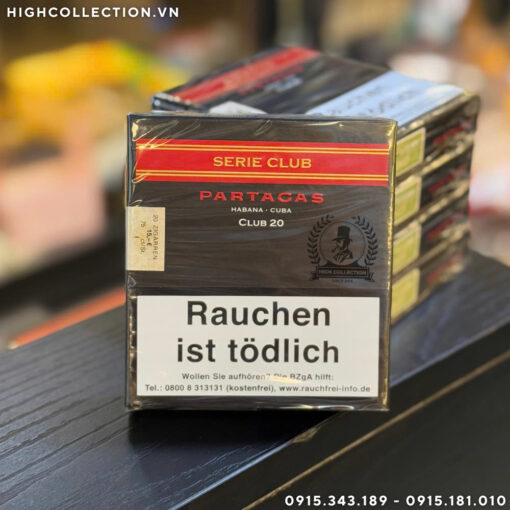 HIGHCOLLECTION.VN
SERIE CLUB
PARTAGAS
HABANA · CUBA
CLUB 20
20 ZIGARREN
15,–€
HIGH COLLECTION
Rauchen
ist tödlich
Wollen Sie aufhören? Die BZgA hilft:
Tel.: 0800 8 313131 (kostenfrei), www.rauchfrei-info.de
0915.343.189 - 0915.181.010